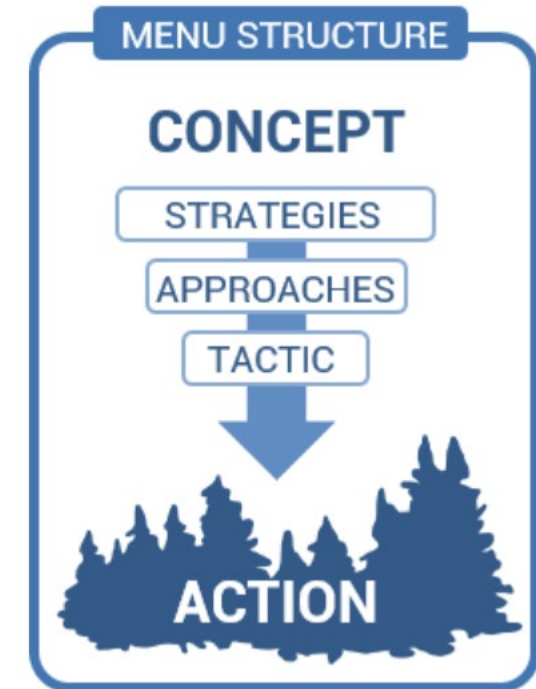 MENU STRUCTURE
CONCEPT
STRATEGIES
APPROACHES
TACTIC
ACTION